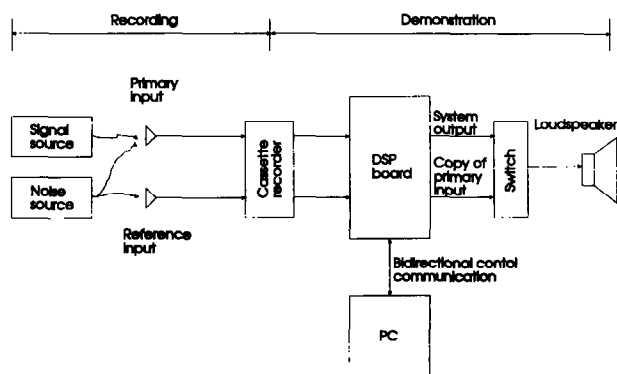 Recording
Demonstration
Primary
input
Signal
source
Noise
source
Reference
input
Cassette
recorder
DSP
board
System
output
Copy of
primary
input
Switch
Loudspeaker
Bidirectional contol
communication
PC